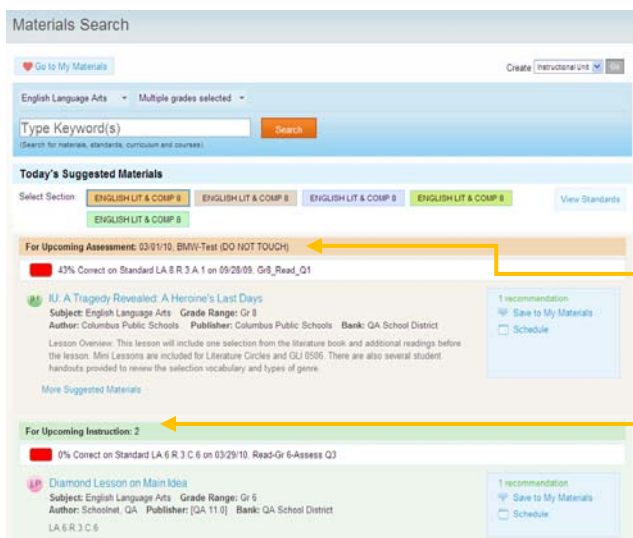 Materials Search
Go to My Materials
Create Instructional Unit Go
English Language Arts Multiple grades selected
Type Keyword(s) Search
(Search for materials, standards, curriculum and courses)
Today's Suggested Materials
Select Section: ENGLISH LIT & COMP 8 ENGLISH LIT & COMP 8 ENGLISH LIT & COMP 8 ENGLISH LIT & COMP 8 View Standards
ENGLISH LIT & COMP 8
For Upcoming Assessment: 03/01/10, BMW-Test (DO NOT TOUCH)
43% Correct on Standard LA.8.R.3.A.1 on 09/28/09, Gr8_Read_Q1
IU: A Tragedy Revealed: A Heroine's Last Days
Subject: English Language Arts Grade Range: Gr 8
Author: Columbus Public Schools Publisher: Columbus Public Schools Bank: QA School District
Lesson Overview: This lesson will include one selection from the literature book and additional readings before
the lesson. Mini Lessons are included for Literature Circles and GLI 0506. There are also several student
handouts provided to review the selection vocabulary and types of genre.
1 recommendation
Save to My Materials
Schedule
More Suggested Materials
For Upcoming Instruction: 2
0% Correct on Standard LA.6.R.3.C.6 on 03/29/10, Read-Gr 6-Assess Q3
LP Diamond Lesson on Main Idea
Subject: English Language Arts Grade Range: Gr 6
Author: Schoolnet, QA Publisher: [QA 11.0] Bank: QA School District
LA.6.R.3.C.6
1 recommendation
Save to My Materials
Schedule